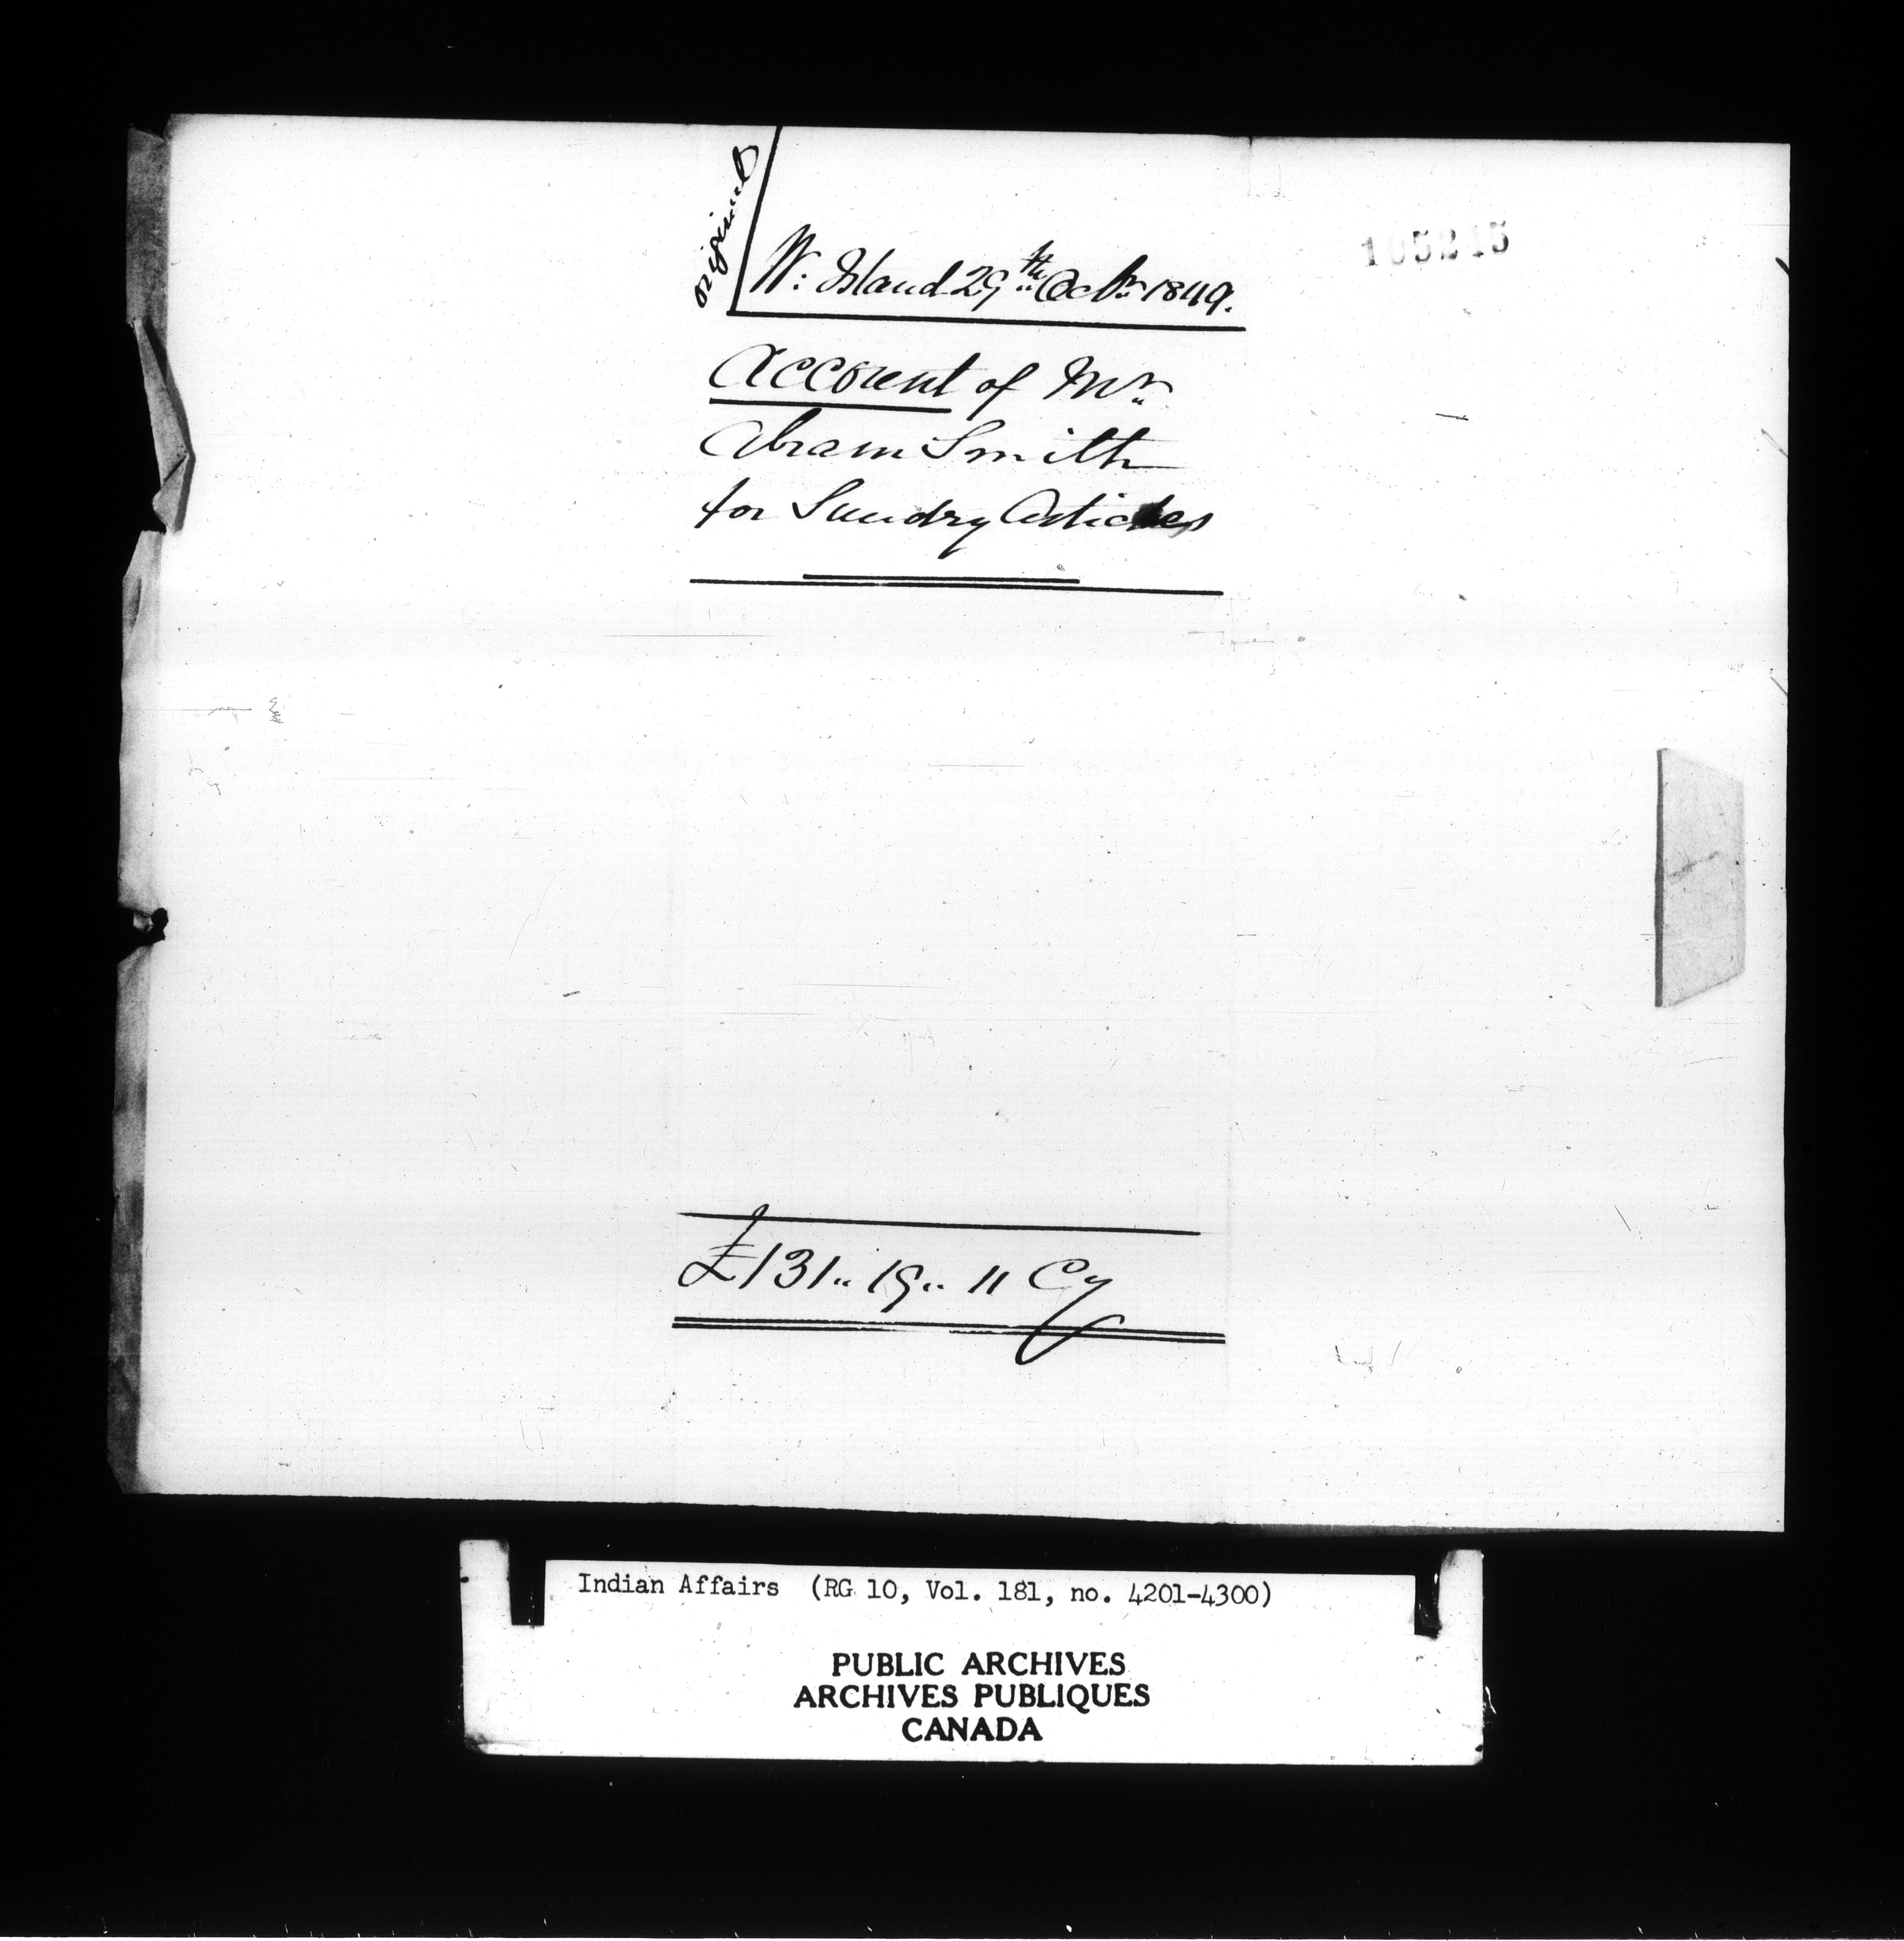 original
W: Island 29th Octr 1849.
105245
Account of Mr
Abram Smith
for Sundry Articles
£131.. 19.. 11 Cy
Indian Affairs (RG 10, Vol. 181, no. 4201-4300)
PUBLIC ARCHIVES
ARCHIVES PUBLIQUES
CANADA